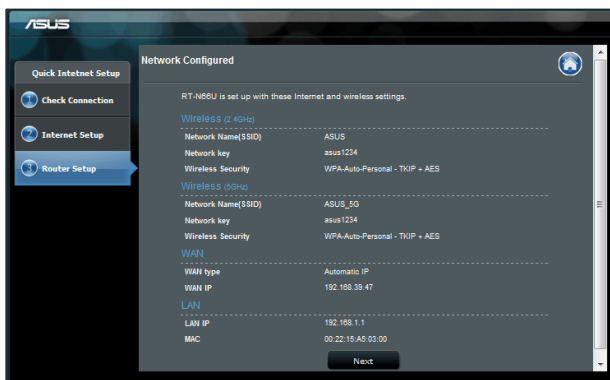 ASUS
Quick Internet Setup
1 Check Connection
2 Internet Setup
3 Router Setup
Network Configured
RT-N66U is set up with these Internet and wireless settings.
Wireless (2.4GHz)
Network Name(SSID) ASUS
Network key asus1234
Wireless Security WPA-Auto-Personal - TKIP + AES
Wireless (5GHz)
Network Name(SSID) ASUS_5G
Network key asus1234
Wireless Security WPA-Auto-Personal - TKIP + AES
WAN
WAN type Automatic IP
WAN IP 192.168.39.47
LAN
LAN IP 192.168.1.1
MAC 00:22:15:A5:03:00
Next